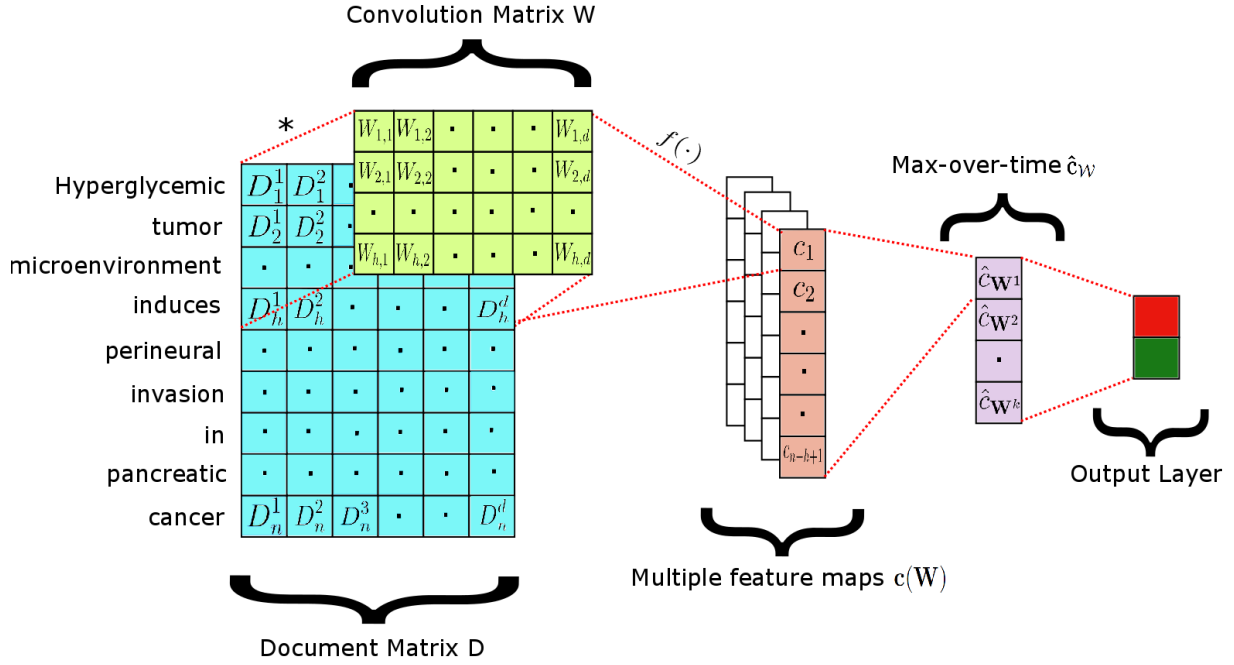 Convolution Matrix W
*
W_{1,1} W_{1,2} · · · W_{1,d}
W_{2,1} W_{2,2} · · · W_{2,d}
· · · · · ·
W_{h,1} W_{h,2} · · · W_{h,d}
f(·)
Hyperglycemic D_1^1 D_1^2 ·
tumor D_2^1 D_2^2 ·
microenvironment · · ·
induces D_h^1 D_h^2 · · · D_h^d
perineural · · · · · ·
invasion · · · · · ·
in · · · · · ·
pancreatic · · · · · ·
cancer D_n^1 D_n^2 D_n^3 · · D_n^d
Document Matrix D
c_1
c_2
·
·
·
c_{n-h+1}
Multiple feature maps c(W)
Max-over-time ĉ_𝒲
ĉ_{W^1}
ĉ_{W^2}
·
ĉ_{W^k}
Output Layer